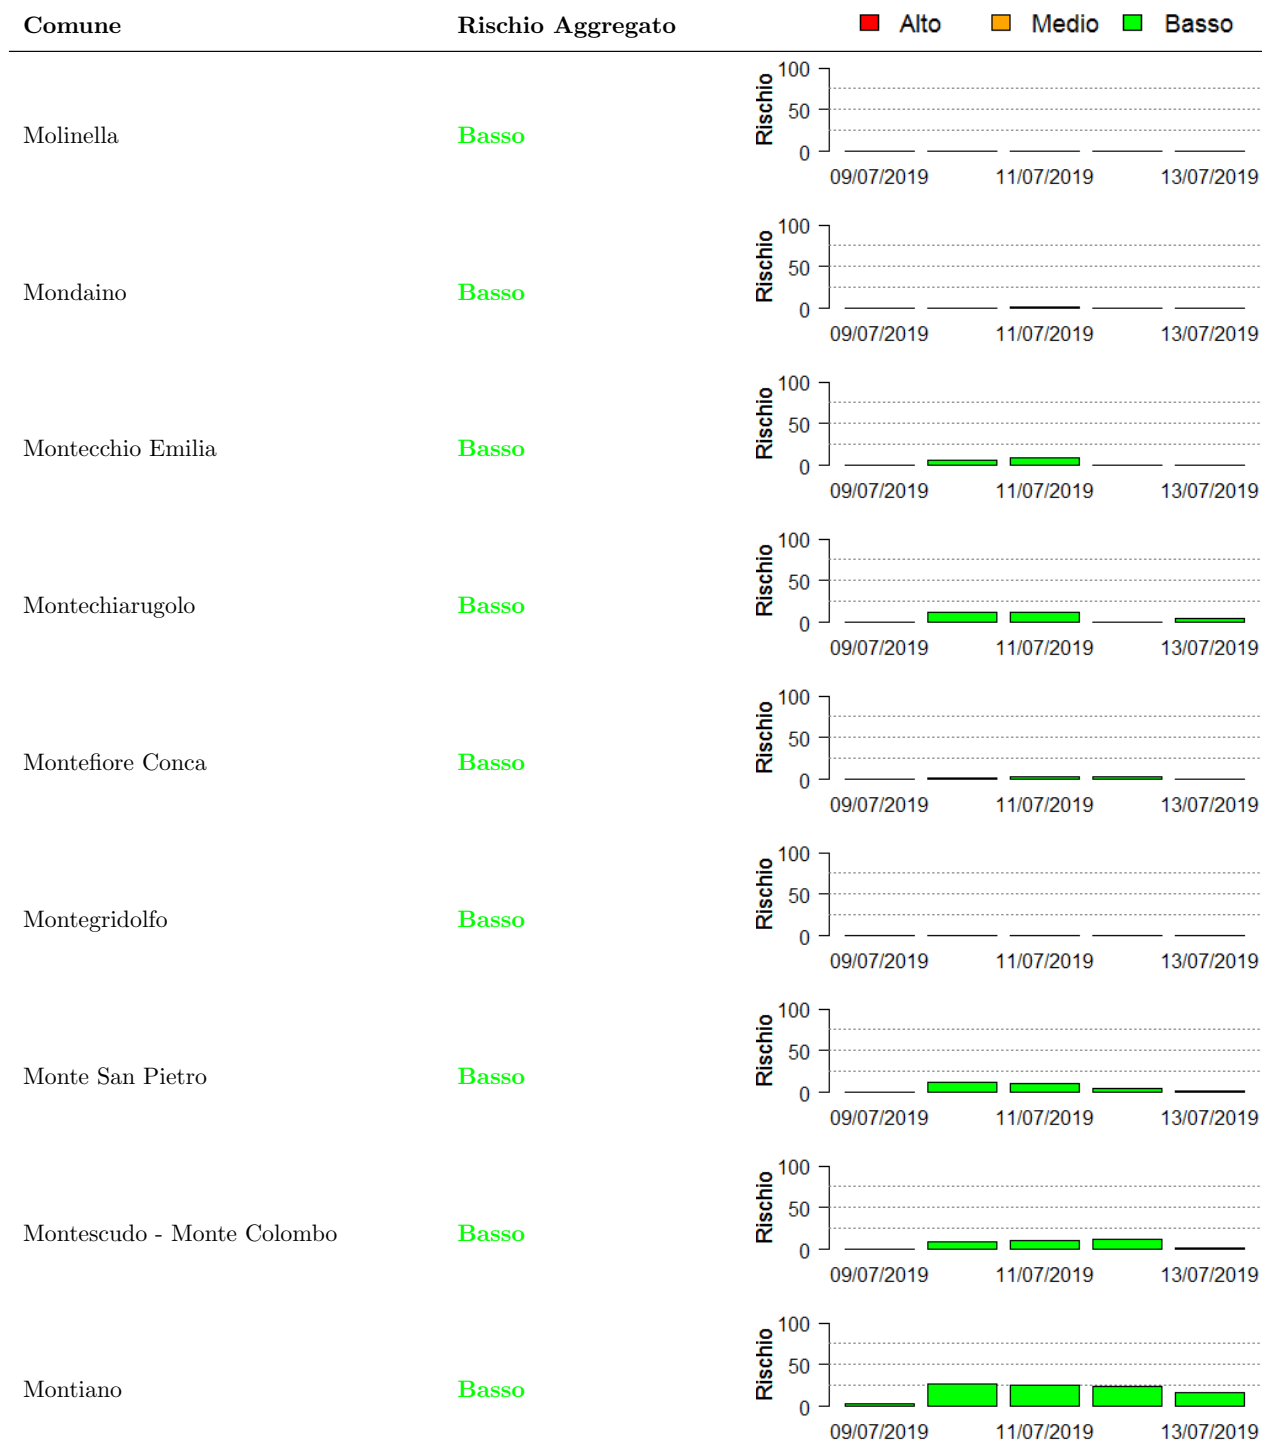 Comune Rischio Aggregato Alto Medio Basso
100
50
0
Rischio
Molinella Basso
09/07/2019 11/07/2019 13/07/2019
100
50
0
Rischio
Mondaino Basso
09/07/2019 11/07/2019 13/07/2019
100
50
0
Rischio
Montecchio Emilia Basso
09/07/2019 11/07/2019 13/07/2019
100
50
0
Rischio
Montechiarugolo Basso
09/07/2019 11/07/2019 13/07/2019
100
50
0
Rischio
Montefiore Conca Basso
09/07/2019 11/07/2019 13/07/2019
100
50
0
Rischio
Montegridolfo Basso
09/07/2019 11/07/2019 13/07/2019
100
50
0
Rischio
Monte San Pietro Basso
09/07/2019 11/07/2019 13/07/2019
100
50
0
Rischio
Montescudo - Monte Colombo Basso
09/07/2019 11/07/2019 13/07/2019
100
50
0
Rischio
Montiano Basso
09/07/2019 11/07/2019 13/07/2019